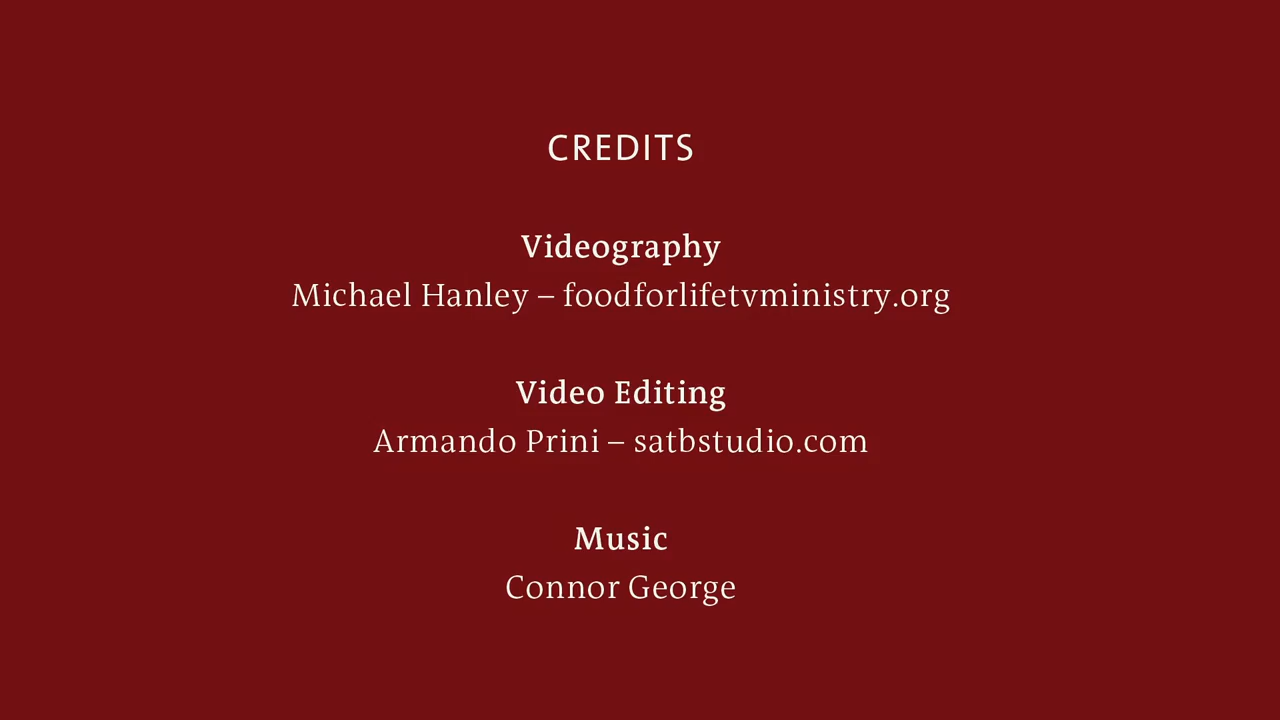 CREDITS
Videography
Michael Hanley – foodforlifetvministry.org
Video Editing
Armando Prini – satbstudio.com
Music
Connor George